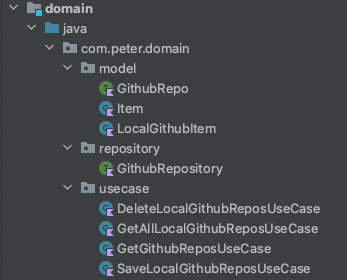 domain
java
com.peter.domain
model
GithubRepo
Item
LocalGithubItem
repository
GithubRepository
usecase
DeleteLocalGithubReposUseCase
GetAllLocalGithubReposUseCase
GetGithubReposUseCase
SaveLocalGithubReposUseCase